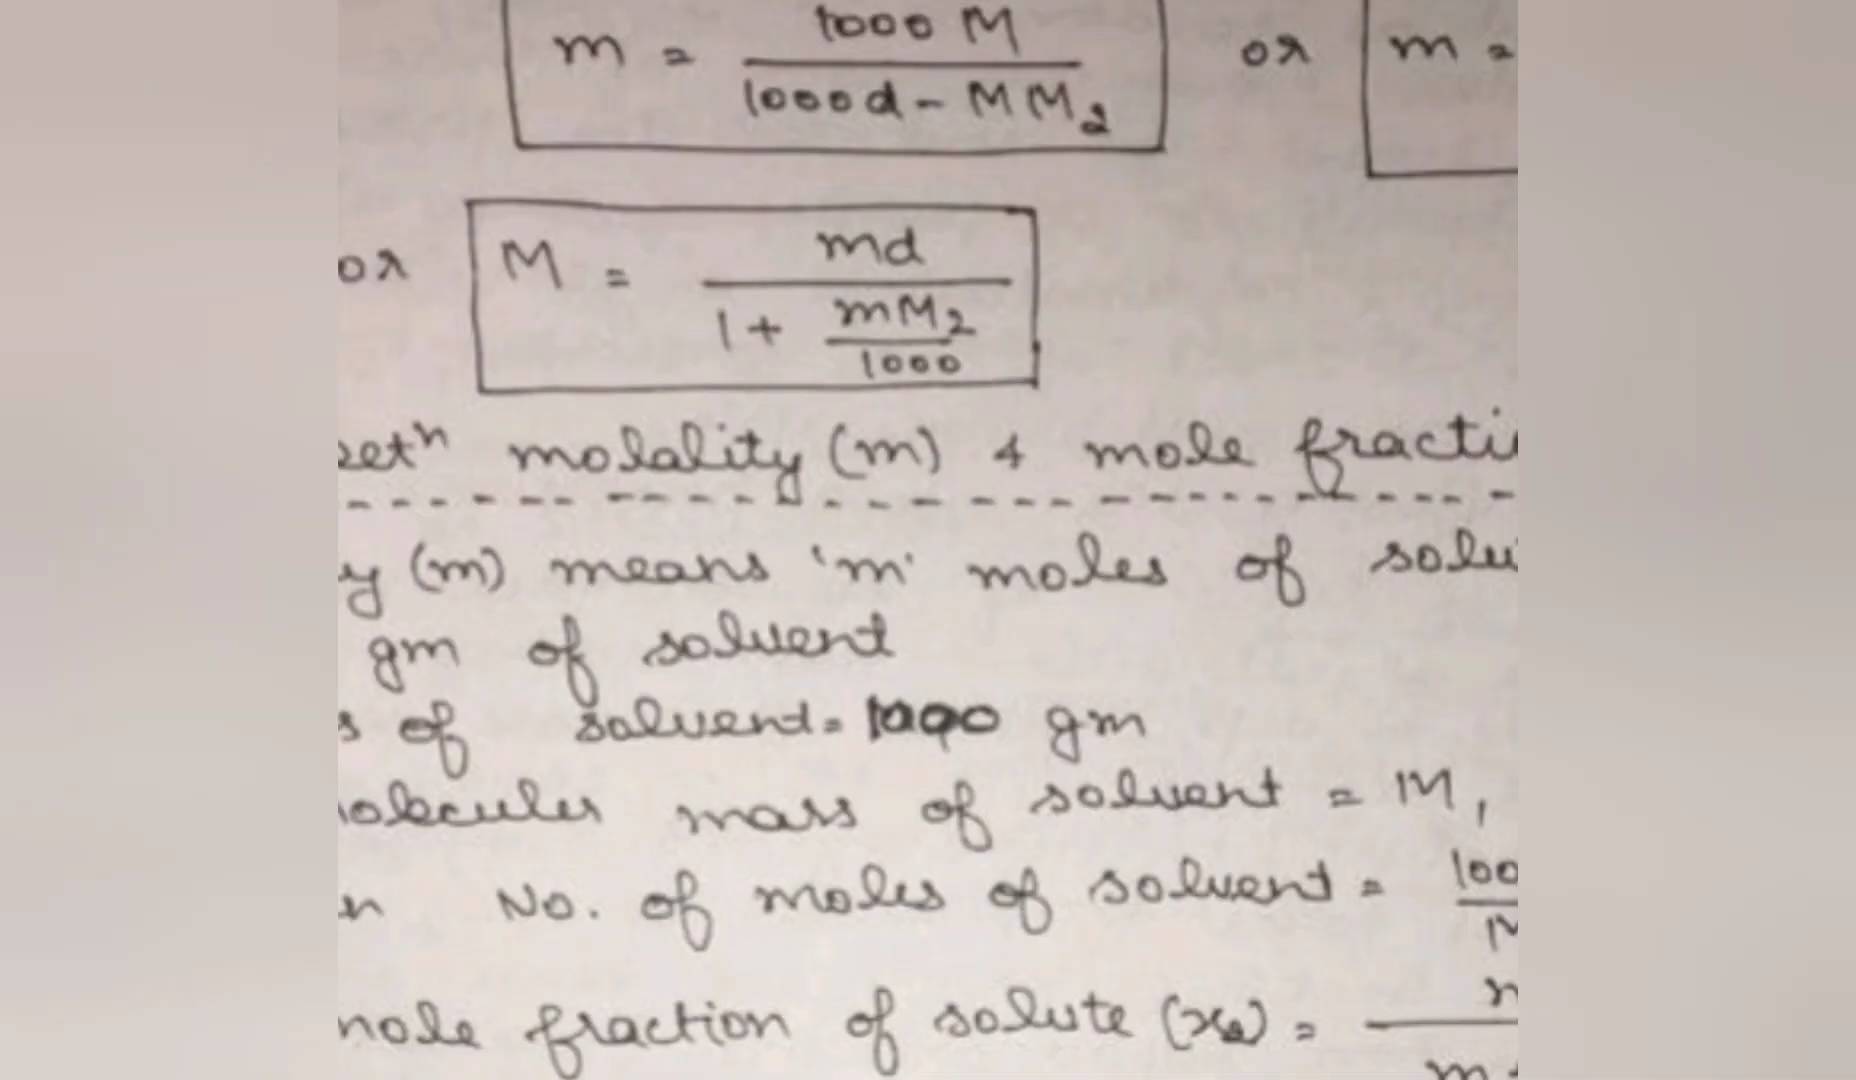 m = 1000 M / 1000d - MM₂ or m =
or M = md / 1 + mM₂/1000
molality (m) & mole fracti
y (m) means 'm' moles of solu
gm of solvent
s of solvent = 1000 gm
olecular mass of solvent = M₁
n No. of moles of solvent = 100
mole fraction of solute (x₂) =
m